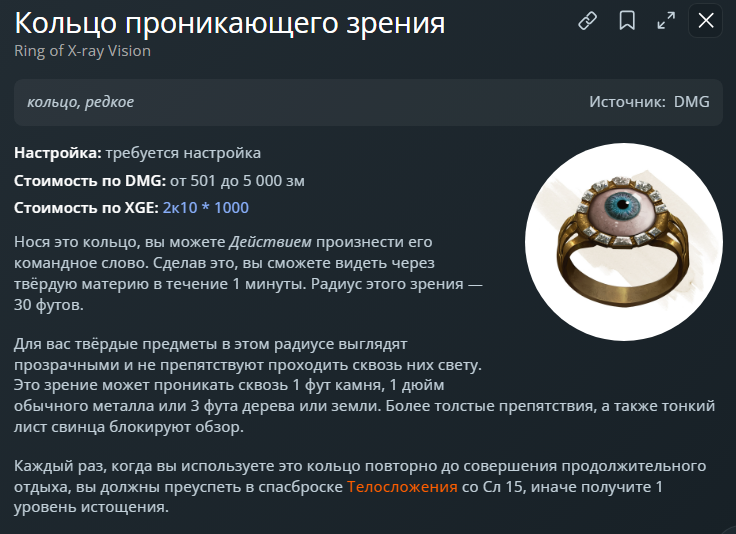 Кольцо проникающего зрения
Ring of X-ray Vision
кольцо, редкое
Источник: DMG
Настройка: требуется настройка
Стоимость по DMG: от 501 до 5 000 зм
Стоимость по XGE: 2к10 * 1000
Нося это кольцо, вы можете Действием произнести его
командное слово. Сделав это, вы сможете видеть через
твёрдую материю в течение 1 минуты. Радиус этого зрения —
30 футов.
Для вас твёрдые предметы в этом радиусе выглядят
прозрачными и не препятствуют проходить сквозь них свету.
Это зрение может проникать сквозь 1 фут камня, 1 дюйм
обычного металла или 3 фута дерева или земли. Более толстые препятствия, а также тонкий
лист свинца блокируют обзор.
Каждый раз, когда вы используете это кольцо повторно до совершения продолжительного
отдыха, вы должны преуспеть в спасброске Телосложения со Сл 15, иначе получите 1
уровень истощения.